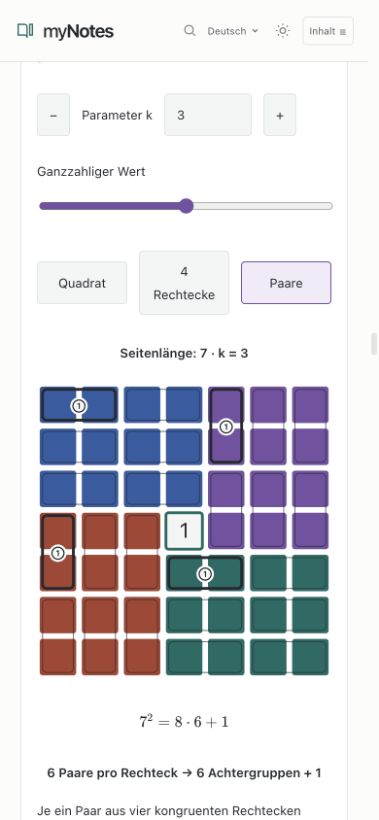 myNotes
Deutsch
Inhalt ≡
− Parameter k 3 +
Ganzzahliger Wert
Quadrat
4
Rechtecke
Paare
Seitenlänge: 7 · k = 3
1
1
1
1
1
7² = 8 · 6 + 1
6 Paare pro Rechteck → 6 Achtergruppen + 1
Je ein Paar aus vier kongruenten Rechtecken